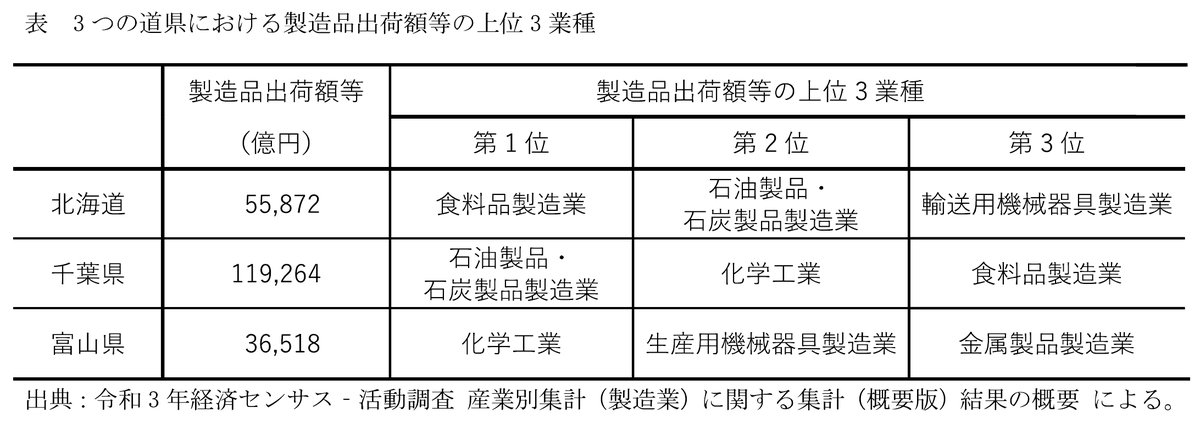 表　3つの道県における製造品出荷額等の上位3業種
製造品出荷額等
（億円）
製造品出荷額等の上位3業種
第1位
第2位
第3位
北海道
55,872
食料品製造業
石油製品・
石炭製品製造業
輸送用機械器具製造業
千葉県
119,264
石油製品・
石炭製品製造業
化学工業
食料品製造業
富山県
36,518
化学工業
生産用機械器具製造業
金属製品製造業
出典：令和3年経済センサス‐活動調査 産業別集計（製造業）に関する集計（概要版）結果の概要 による。